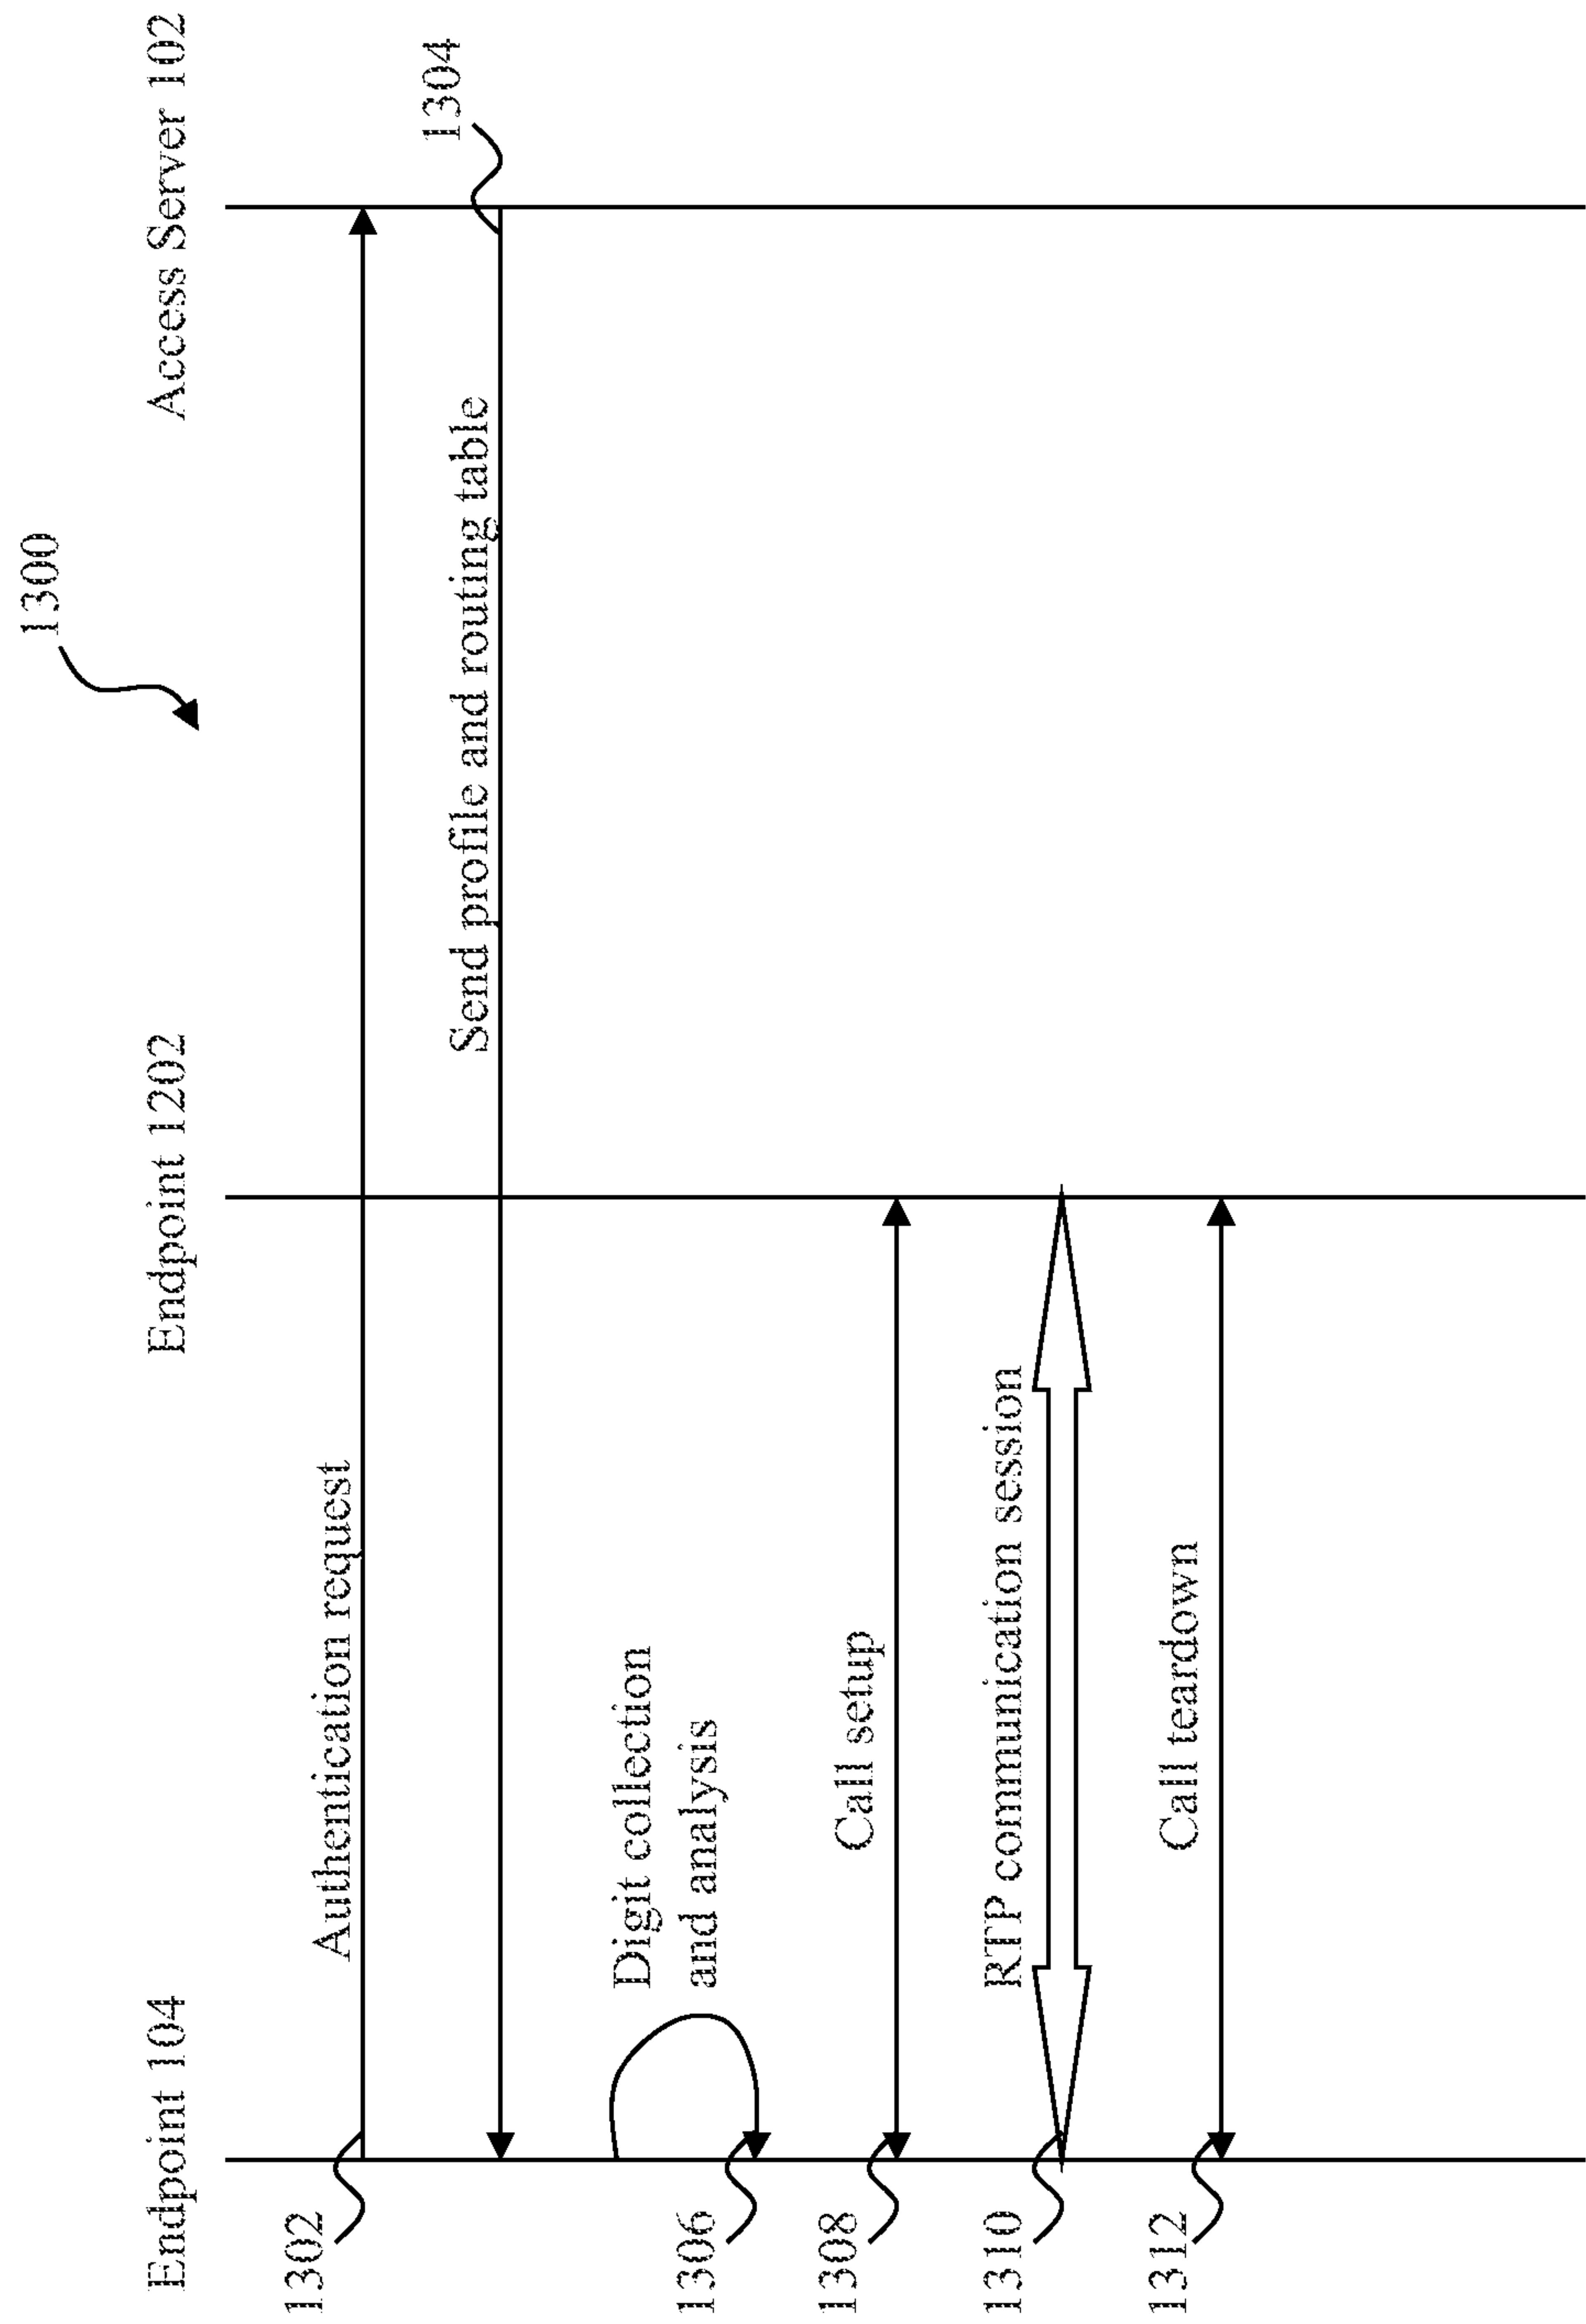 1300
Endpoint 104
Endpoint 1202
Access Server 102
1302
Authentication request
1304
Send profile and routing table
Digit collection
and analysis
1306
Call setup
1308
RTP communication session
1310
Call teardown
1312